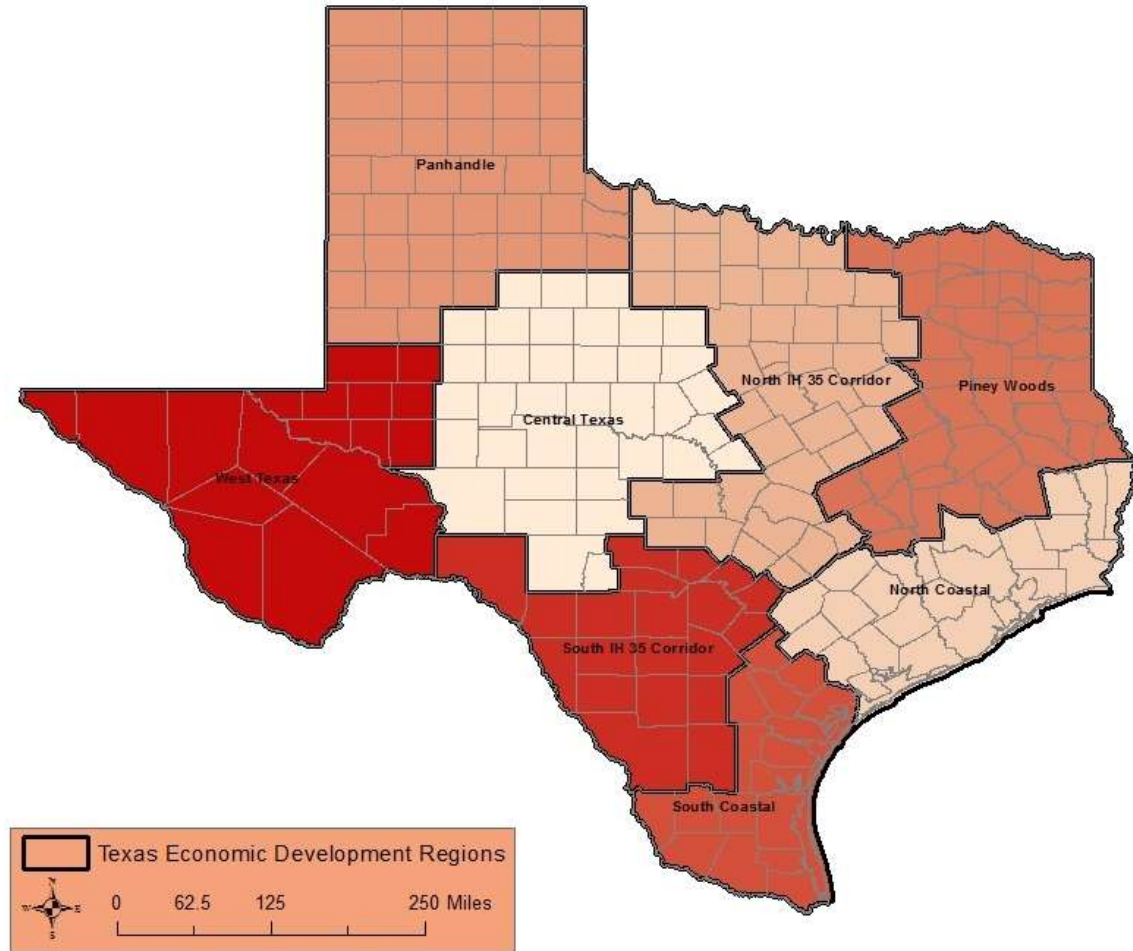 Panhandle
North IH 35 Corridor
Piney Woods
Central Texas
West Texas
North Coastal
South IH 35 Corridor
South Coastal
Texas Economic Development Regions
N
W E
S
0 62.5 125 250 Miles